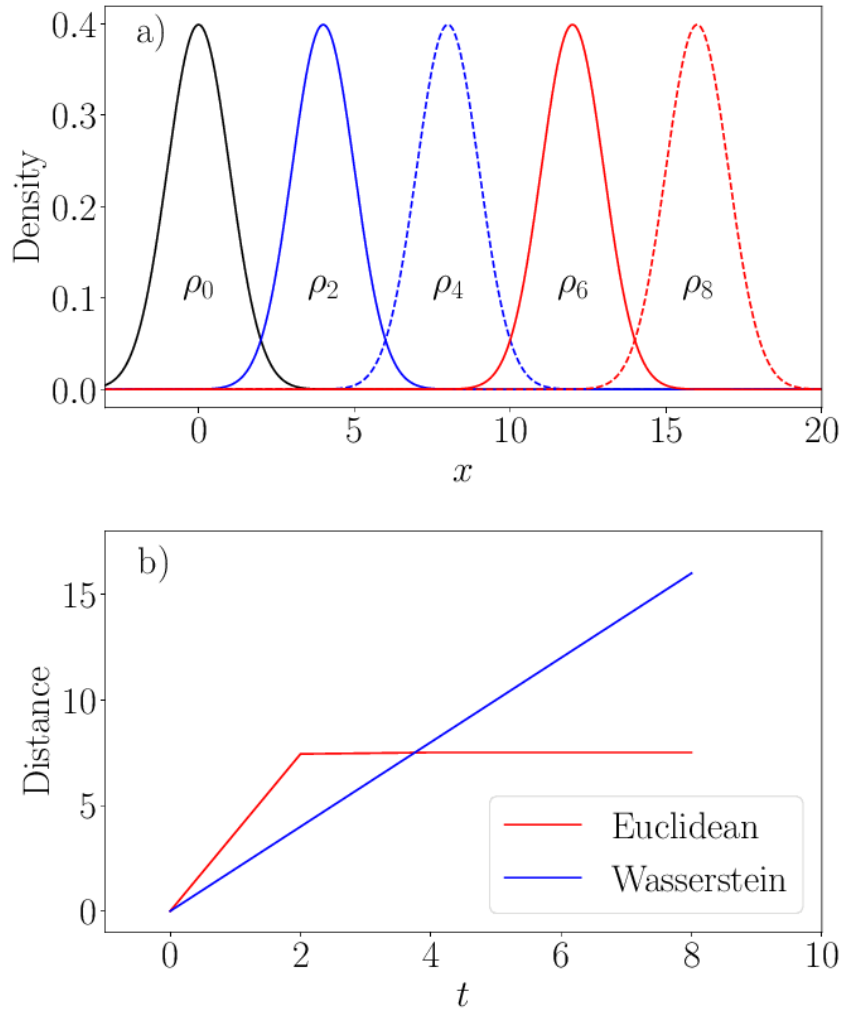 a)
0.4
0.3
0.2
0.1
0.0
Density
ρ0 ρ2 ρ4 ρ6 ρ8
0 5 10 15 20
x
b)
15
10
5
0
Distance
Euclidean
Wasserstein
0 2 4 6 8 10
t